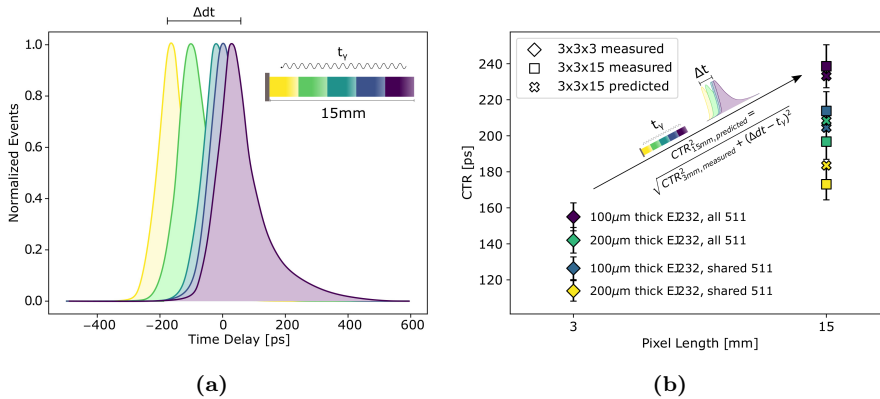 Δdt
1.0
0.8
0.6
0.4
0.2
0.0
Normalized Events
tγ
15mm
−400
−200
0
200
400
600
Time Delay [ps]
(a)
240
220
200
180
160
140
120
CTR [ps]
3x3x3 measured
3x3x15 measured
3x3x15 predicted
Δt
tγ
CTR²15mm, predicted =
√CTR²3mm, measured + (Δdt − tγ)²
100μm thick EJ232, all 511
200μm thick EJ232, all 511
100μm thick EJ232, shared 511
200μm thick EJ232, shared 511
3
15
Pixel Length [mm]
(b)